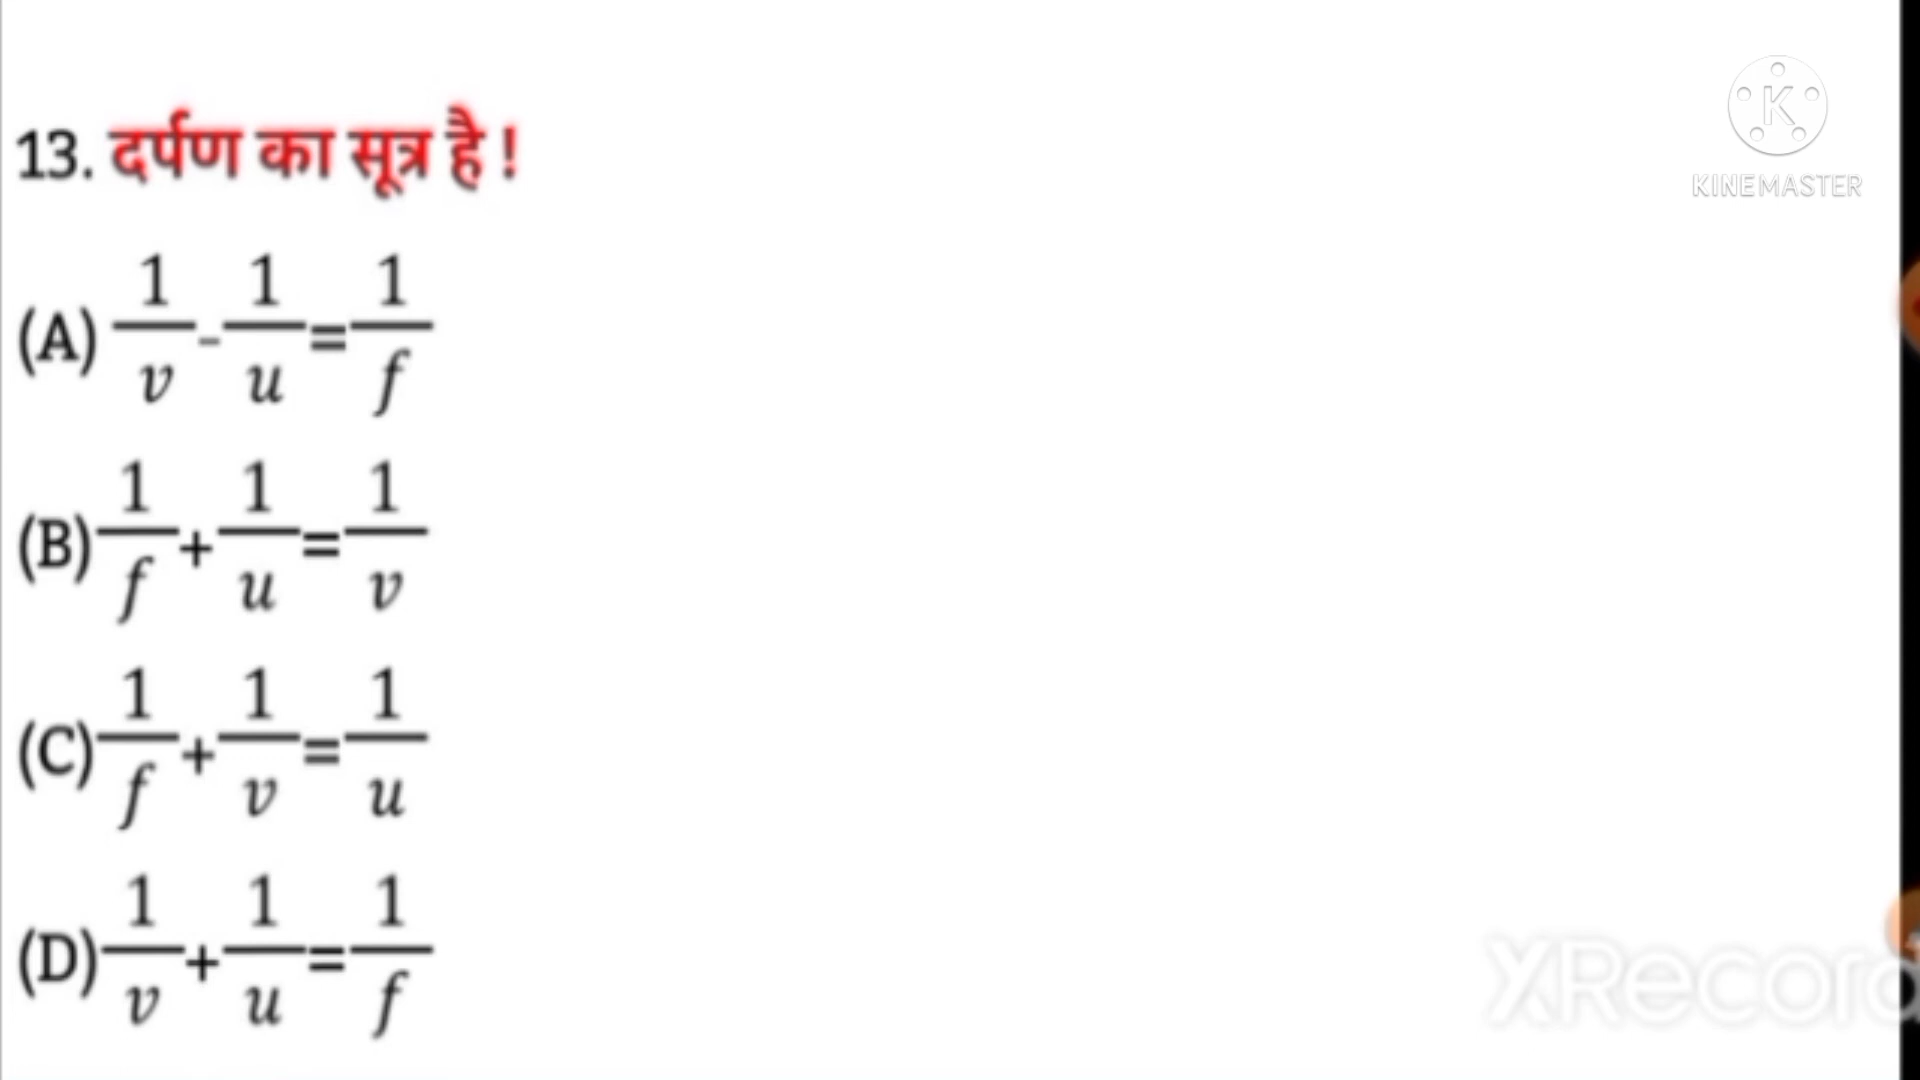 13. दर्पण का सूत्र है !
(A) 1/v - 1/u = 1/f
(B) 1/f + 1/u = 1/v
(C) 1/f + 1/v = 1/u
(D) 1/v + 1/u = 1/f
K
KINEMASTER
XRecord